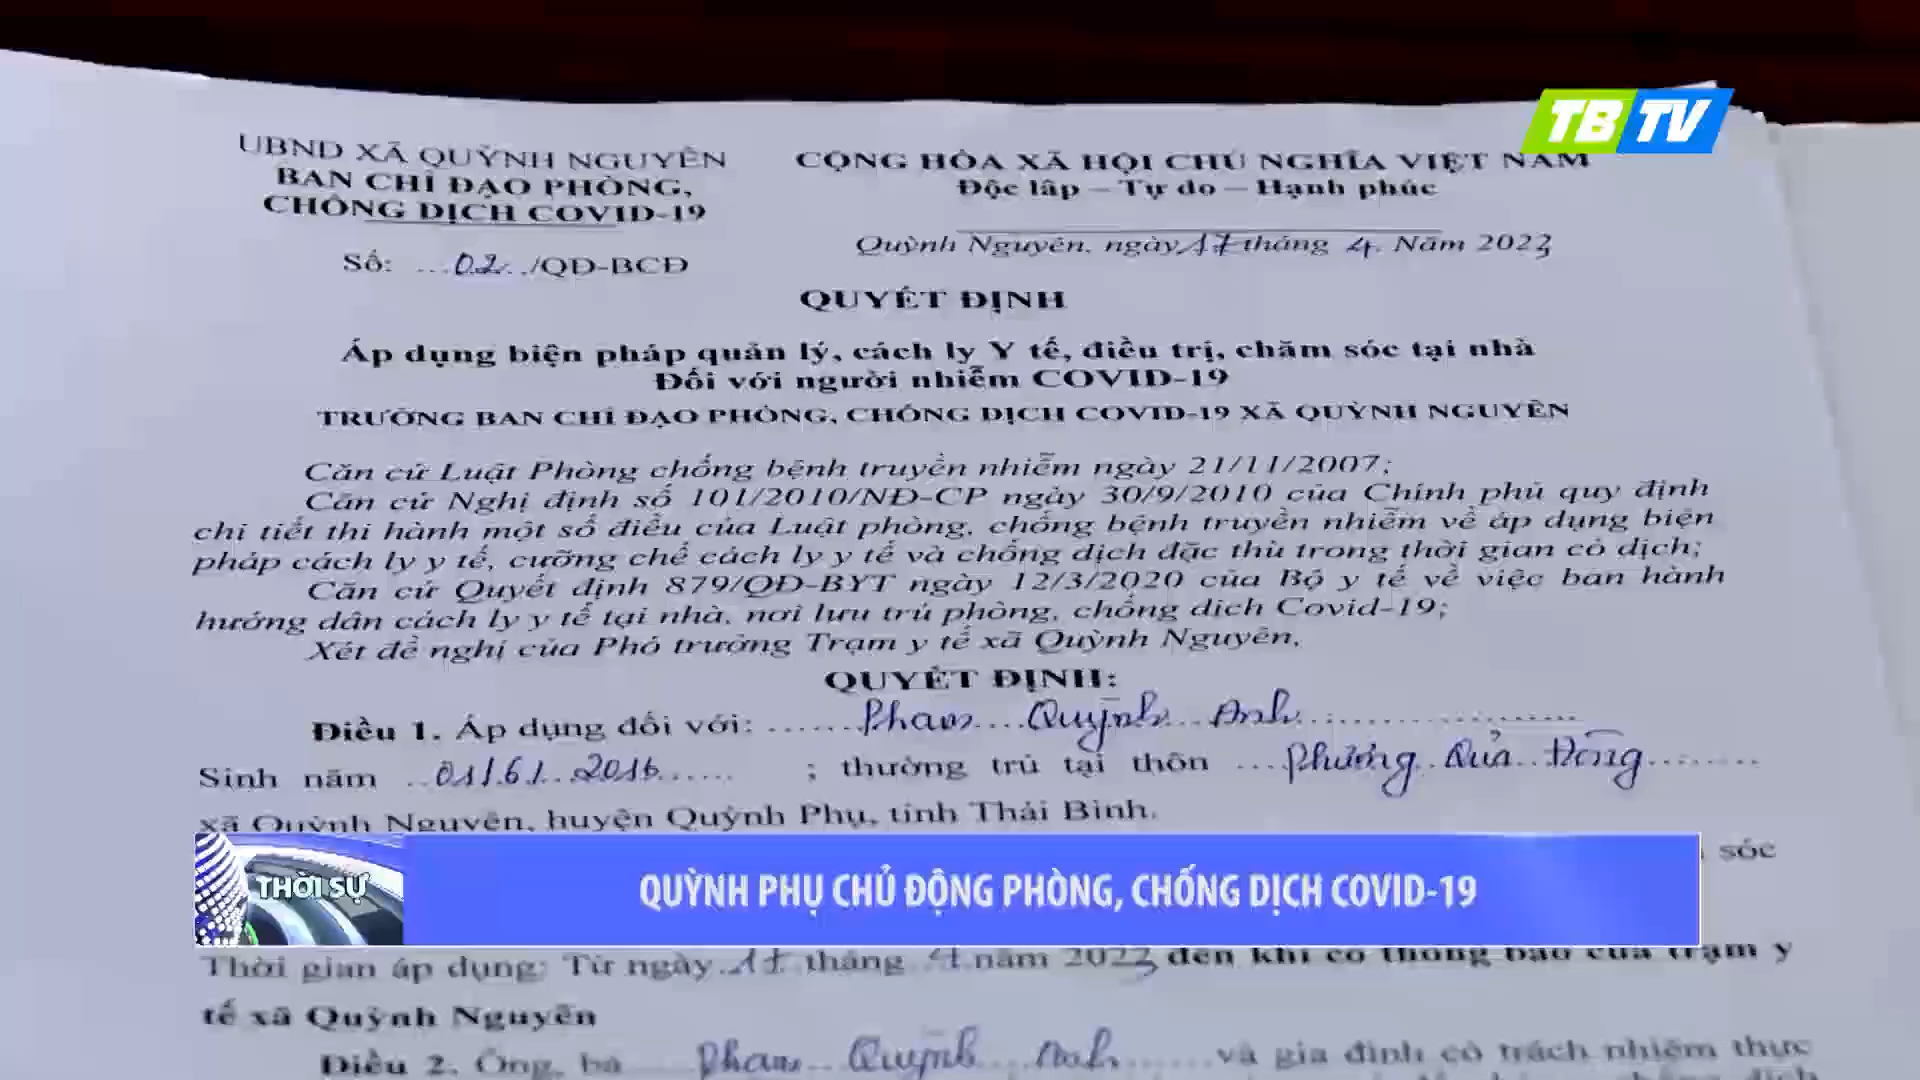 TBTV
UBND XÃ QUỲNH NGUYÊN
BAN CHỈ ĐẠO PHÒNG,
CHỐNG DỊCH COVID-19
Số: ...02../QĐ-BCĐ
CỘNG HÒA XÃ HỘI CHỦ NGHĨA VIỆT NAM
Độc lập – Tự do – Hạnh phúc
Quỳnh Nguyên, ngày 17 tháng 4. Năm 2023
QUYẾT ĐỊNH
Áp dụng biện pháp quản lý, cách ly Y tế, điều trị, chăm sóc tại nhà
Đối với người nhiễm COVID-19
TRƯỞNG BAN CHỈ ĐẠO PHÒNG, CHỐNG DỊCH COVID-19 XÃ QUỲNH NGUYÊN
Căn cứ Luật Phòng chống bệnh truyền nhiễm ngày 21/11/2007;
Căn cứ Nghị định số 101/2010/NĐ-CP ngày 30/9/2010 của Chính phủ quy định
chi tiết thi hành một số điều của Luật phòng, chống bệnh truyền nhiễm về áp dụng biện
pháp cách ly y tế, cưỡng chế cách ly y tế và chống dịch đặc thù trong thời gian có dịch;
Căn cứ Quyết định 879/QĐ-BYT ngày 12/3/2020 của Bộ y tế về việc ban hành
hướng dẫn cách ly y tế tại nhà, nơi lưu trú phòng, chống dịch Covid-19;
Xét đề nghị của Phó trưởng Trạm y tế xã Quỳnh Nguyên,
QUYẾT ĐỊNH:
Điều 1. Áp dụng đối với: ......Phạm....Quỳnh...Anh..................
Sinh năm ...2016...... ; thường trú tại thôn ...Phương..Quả..Đông.........
xã Quỳnh Nguyên, huyện Quỳnh Phụ, tỉnh Thái Bình.
sóc
THỜI SỰ
QUỲNH PHỤ CHỦ ĐỘNG PHÒNG, CHỐNG DỊCH COVID-19
Thời gian áp dụng: Từ ngày 17 tháng 4 năm 2023 đến khi có thông báo của trạm y
tế xã Quỳnh Nguyên
Điều 2. Ông, bà ....Phạm...Quỳnh....Anh......và gia đình có trách nhiệm thực